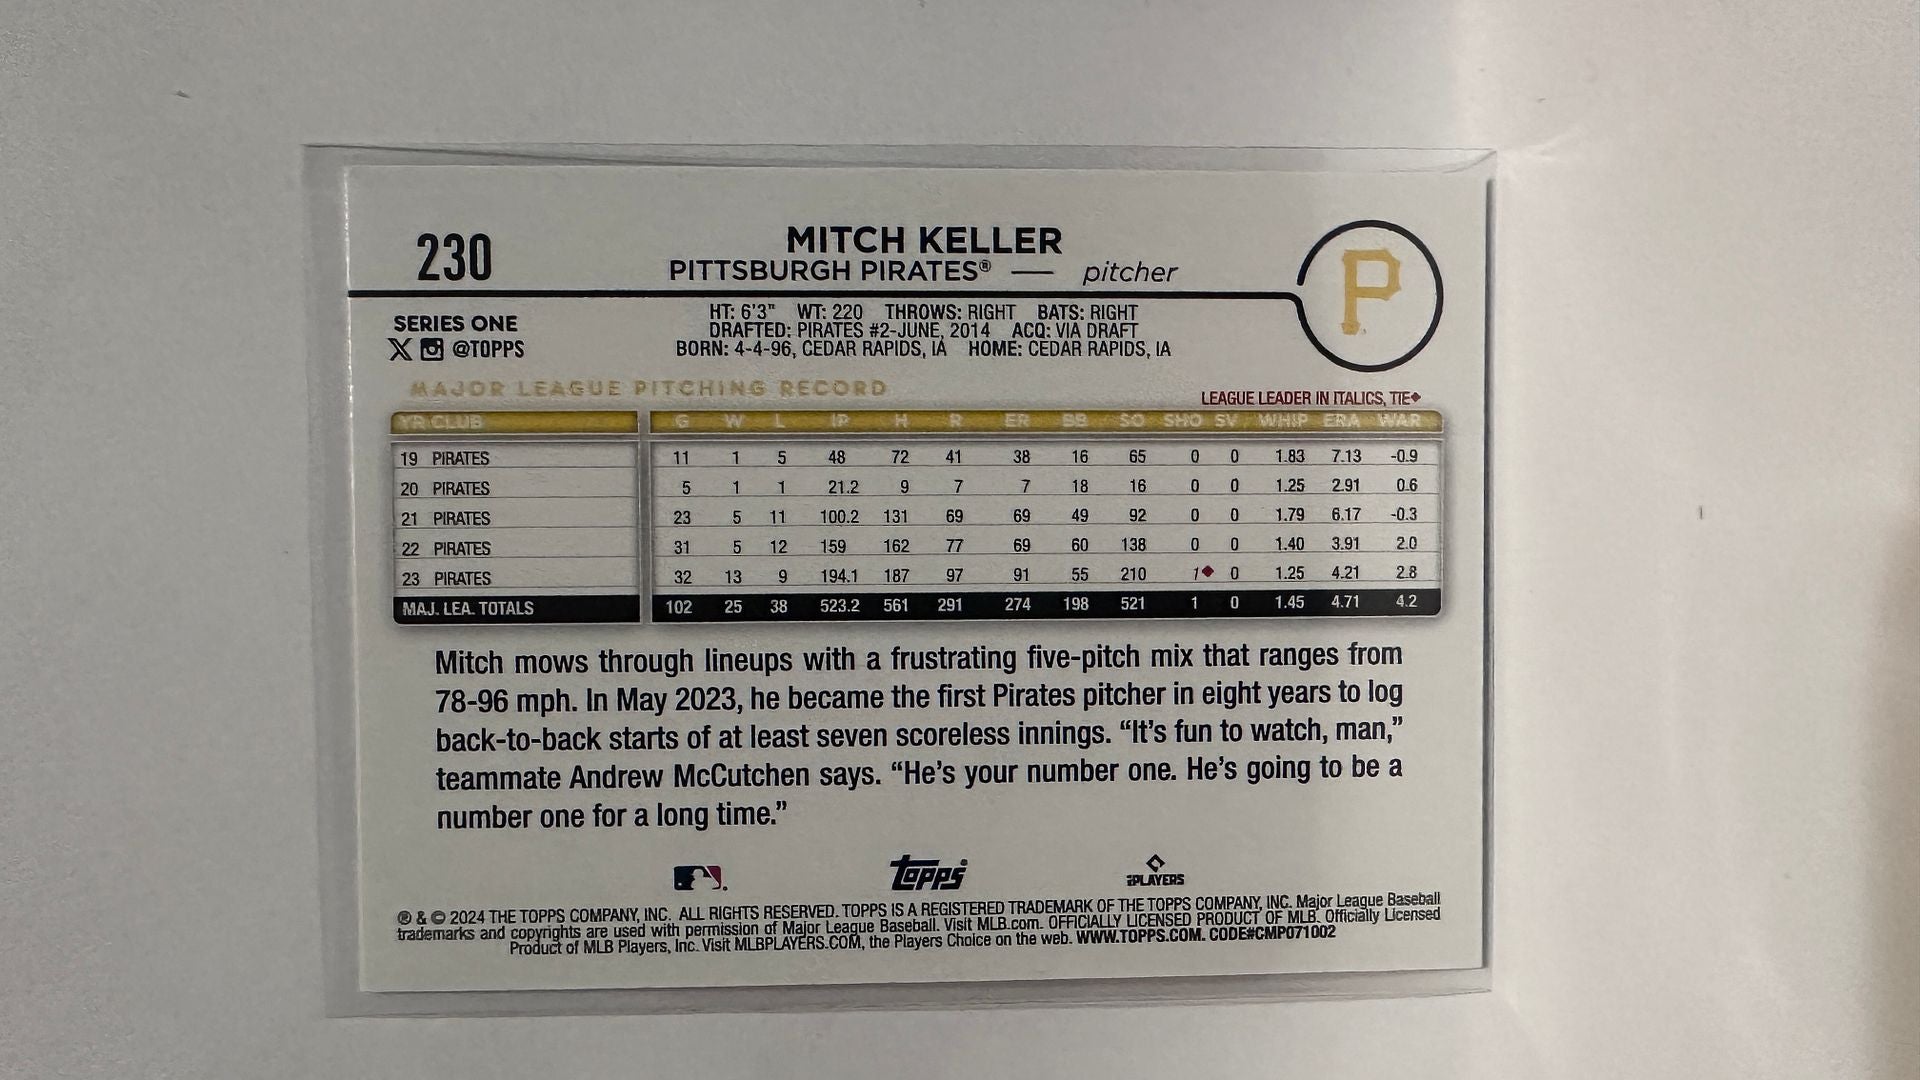 230
MITCH KELLER
PITTSBURGH PIRATES® — pitcher
P
SERIES ONE
X @TOPPS
HT: 6'3" WT: 220 THROWS: RIGHT BATS: RIGHT
DRAFTED: PIRATES #2-JUNE, 2014 ACQ: VIA DRAFT
BORN: 4-4-96, CEDAR RAPIDS, IA HOME: CEDAR RAPIDS, IA
MAJOR LEAGUE PITCHING RECORD
LEAGUE LEADER IN ITALICS, TIE◆
YR CLUB G W L IP H R ER BB SO SHO SV WHIP ERA WAR
19 PIRATES 11 1 5 48 72 41 38 16 65 0 0 1.83 7.13 -0.9
20 PIRATES 5 1 1 21.2 9 7 7 18 16 0 0 1.25 2.91 0.6
21 PIRATES 23 5 11 100.2 131 69 69 49 92 0 0 1.79 6.17 -0.3
22 PIRATES 31 5 12 159 162 77 69 60 138 0 0 1.40 3.91 2.0
23 PIRATES 32 13 9 194.1 187 97 91 55 210 1◆ 0 1.25 4.21 2.8
MAJ. LEA. TOTALS 102 25 38 523.2 561 291 274 198 521 1 0 1.45 4.71 4.2
Mitch mows through lineups with a frustrating five-pitch mix that ranges from
78-96 mph. In May 2023, he became the first Pirates pitcher in eight years to log
back-to-back starts of at least seven scoreless innings. “It’s fun to watch, man,”
teammate Andrew McCutchen says. “He’s your number one. He’s going to be a
number one for a long time.”
Topps
PLAYERS
® & © 2024 THE TOPPS COMPANY, INC. ALL RIGHTS RESERVED. TOPPS IS A REGISTERED TRADEMARK OF THE TOPPS COMPANY, INC. Major League Baseball
trademarks and copyrights are used with permission of Major League Baseball. Visit MLB.com. OFFICIALLY LICENSED PRODUCT OF MLB. Officially Licensed
Product of MLB Players, Inc. Visit MLBPLAYERS.COM, the Players Choice on the web. WWW.TOPPS.COM. CODE#CMP071002